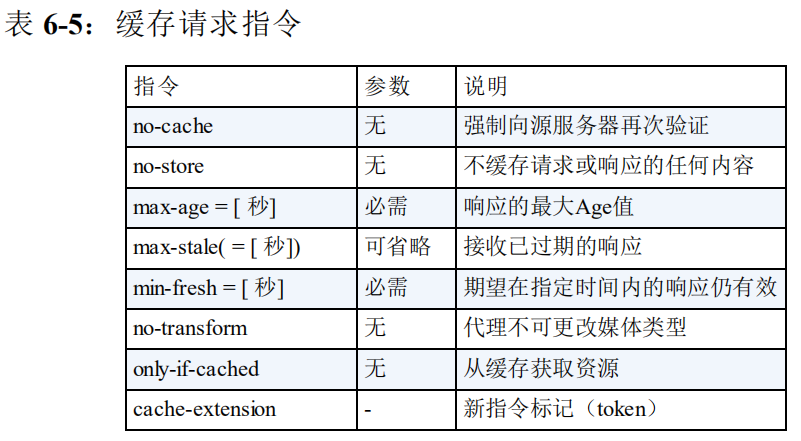 表 6-5：缓存请求指令
指令 参数 说明
no-cache 无 强制向源服务器再次验证
no-store 无 不缓存请求或响应的任何内容
max-age = [ 秒] 必需 响应的最大Age值
max-stale( = [ 秒]) 可省略 接收已过期的响应
min-fresh = [ 秒] 必需 期望在指定时间内的响应仍有效
no-transform 无 代理不可更改媒体类型
only-if-cached 无 从缓存获取资源
cache-extension - 新指令标记（token）